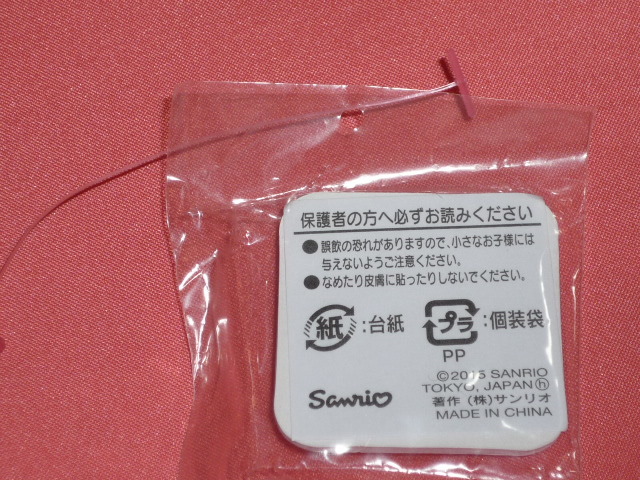 保護者の方へ必ずお読みください
●誤飲の恐れがありますので、小さなお子様には
与えないようご注意ください。
●なめたり皮膚に貼ったりしないでください。
紙:台紙
プラ:個装袋
PP
©2015 SANRIO
TOKYO, JAPAN ⓗ
著作 (株)サンリオ
MADE IN CHINA
Sanrio